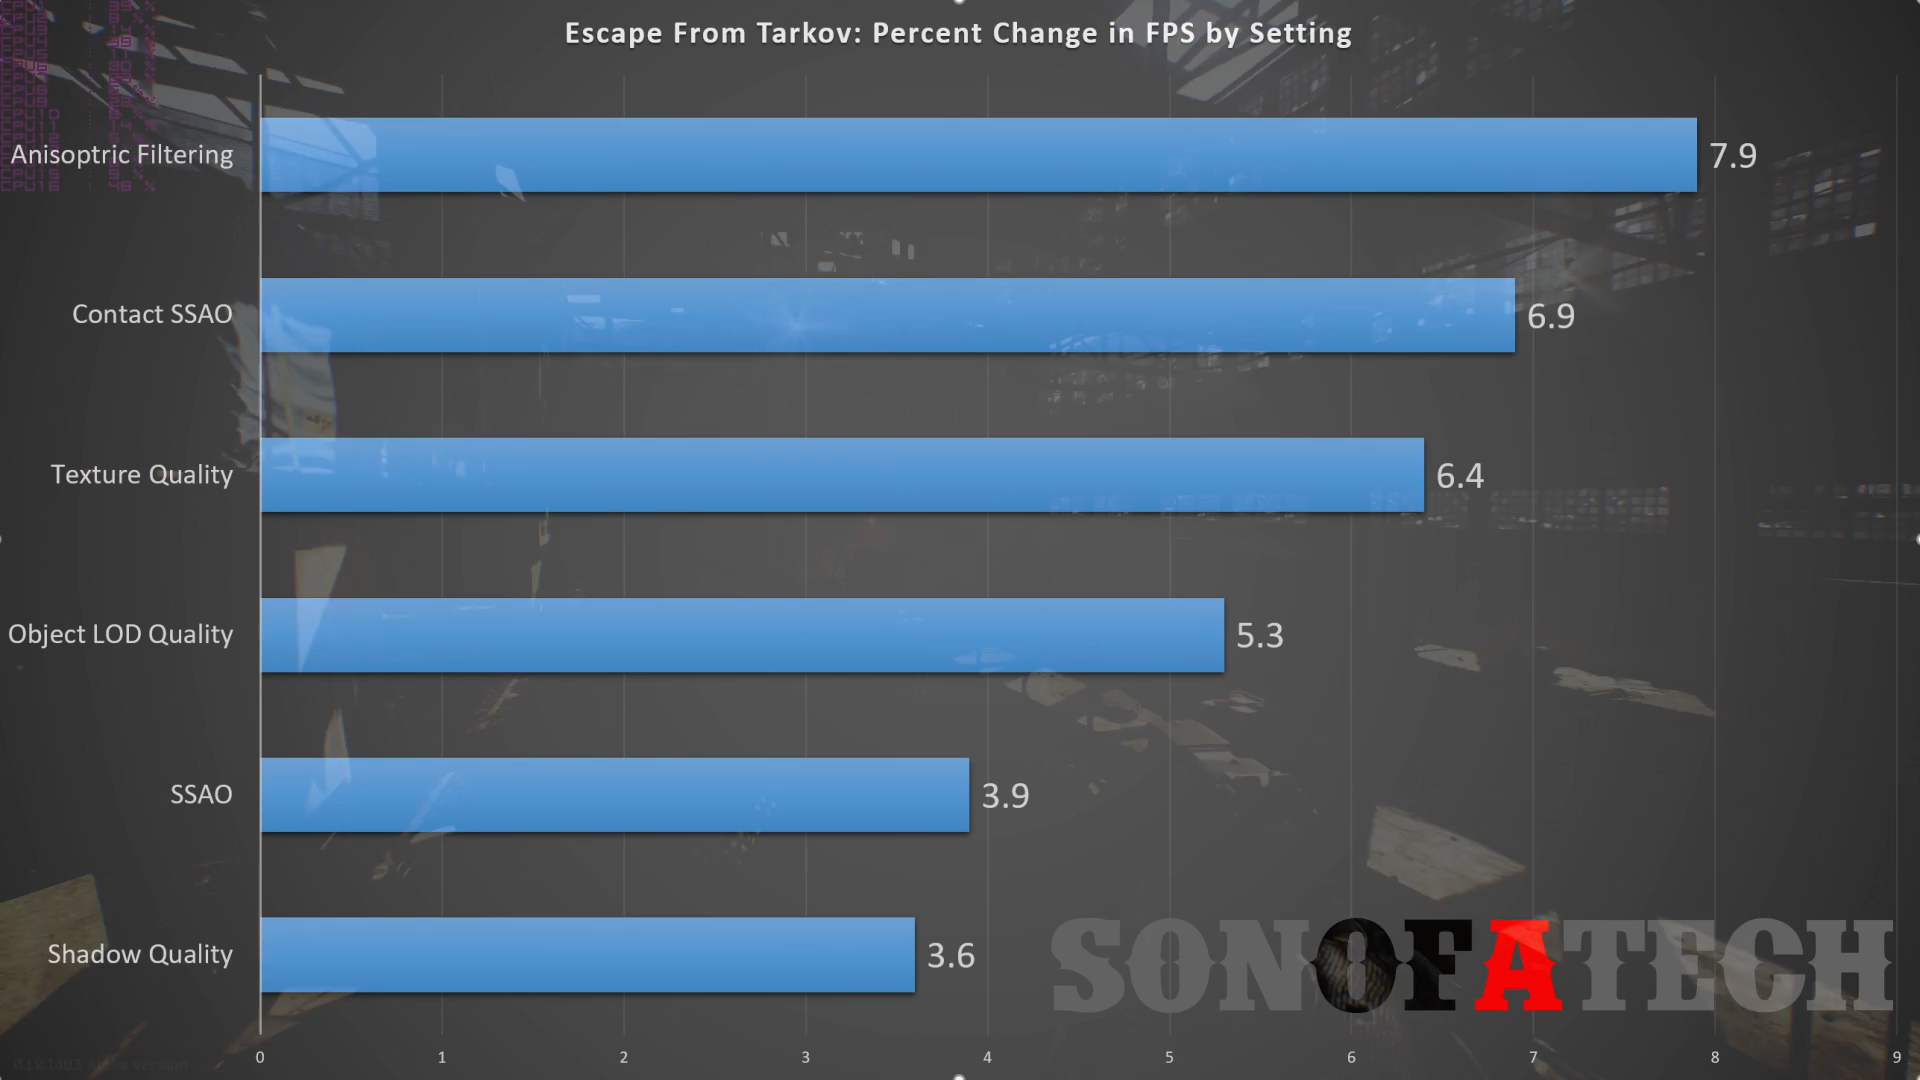 Escape From Tarkov: Percent Change in FPS by Setting
Anisoptric Filtering 7.9
Contact SSAO 6.9
Texture Quality 6.4
Object LOD Quality 5.3
SSAO 3.9
Shadow Quality 3.6
SONOFATECH
0 1 2 3 4 5 6 7 8 9